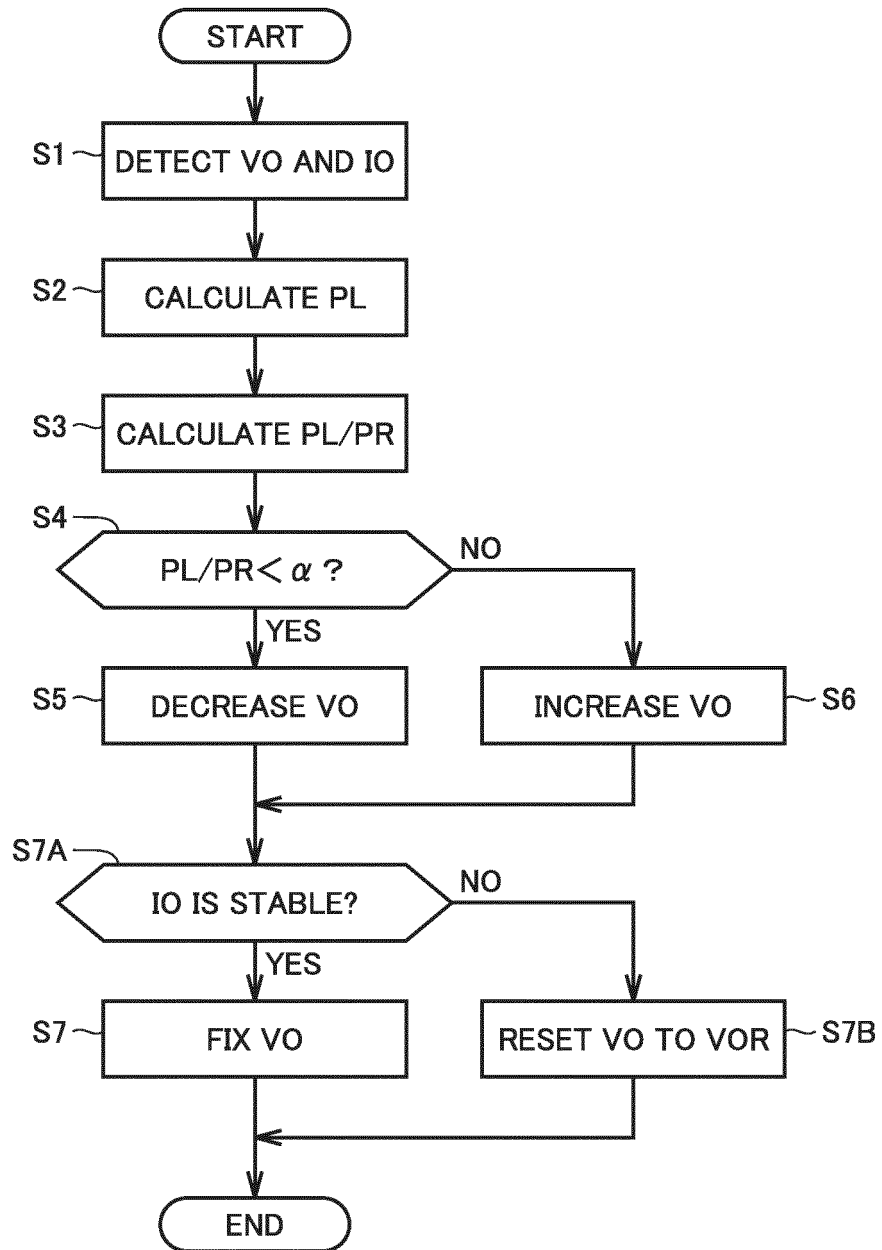 START
S1
DETECT VO AND IO
S2
CALCULATE PL
S3
CALCULATE PL/PR
S4
PL/PR< α ?
NO
YES
S5
DECREASE VO
INCREASE VO
S6
S7A
IO IS STABLE?
NO
YES
S7
FIX VO
RESET VO TO VOR
S7B
END